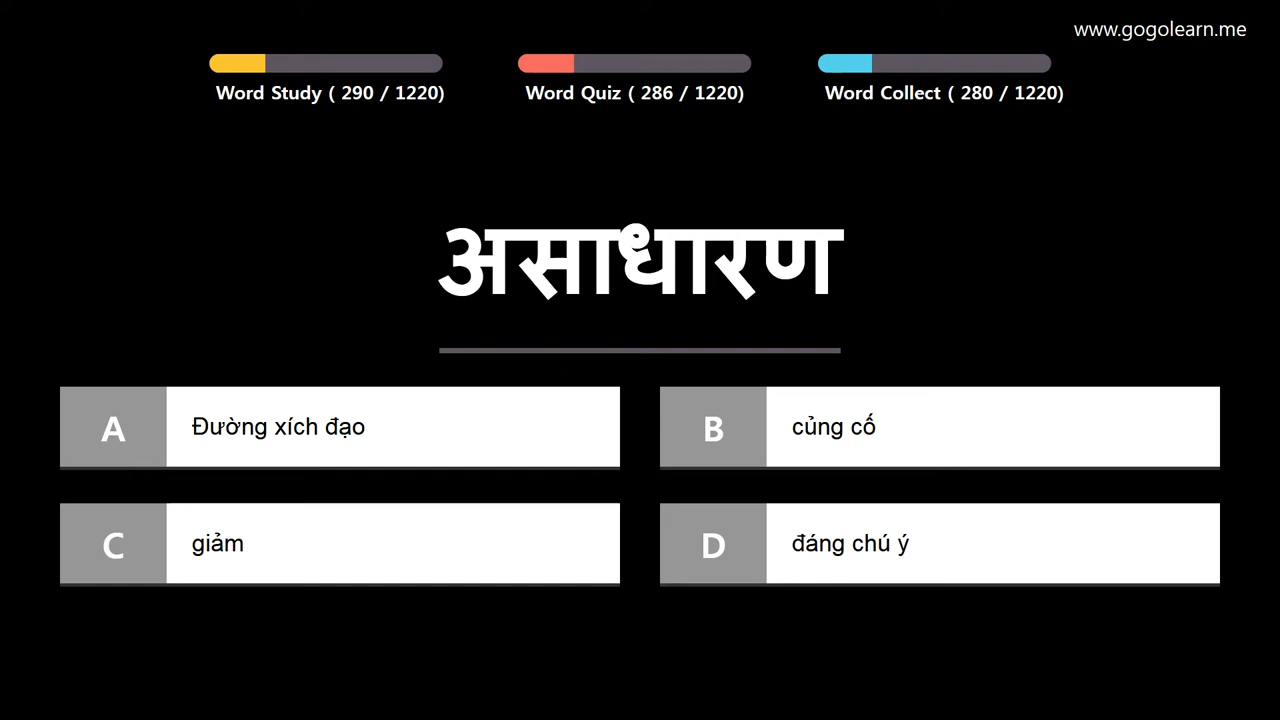 www.gogolearn.me
Word Study ( 290 / 1220)
Word Quiz ( 286 / 1220)
Word Collect ( 280 / 1220)
असाधारण
A
Đường xích đạo
B
củng cố
C
giảm
D
đáng chú ý